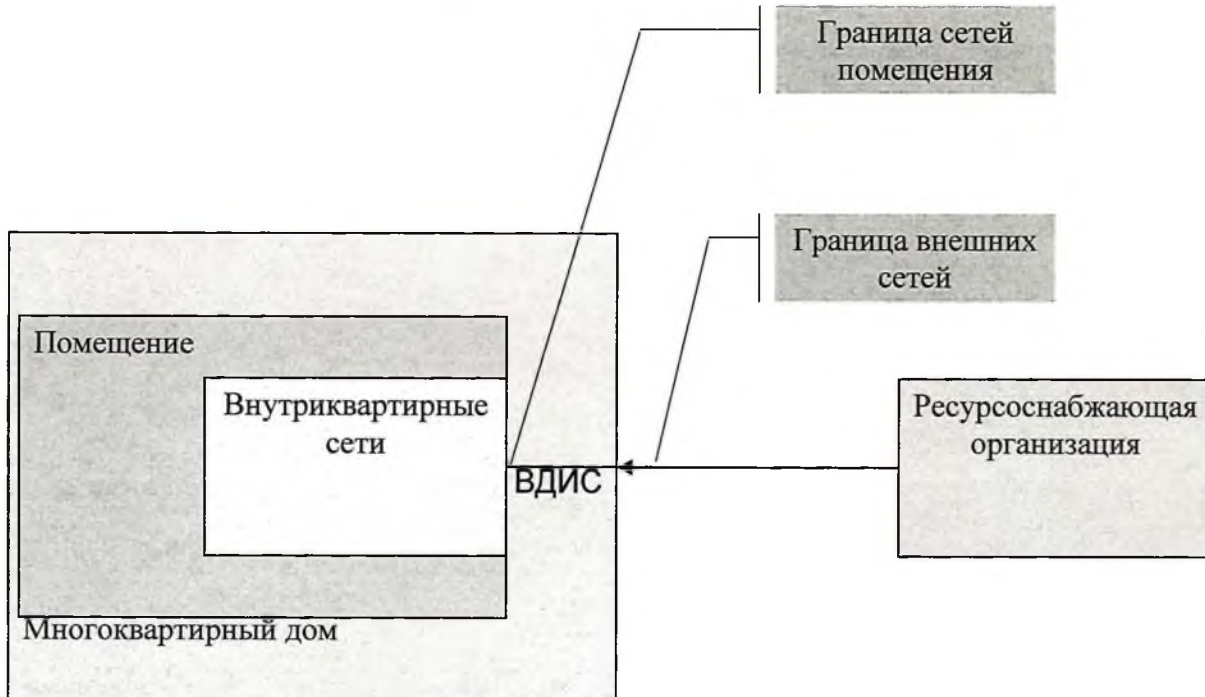 Граница сетей
помещения
Граница внешних
сетей
Помещение
Внутриквартирные
сети
ВДИС
Ресурсоснабжающая
организация
Многоквартирный дом